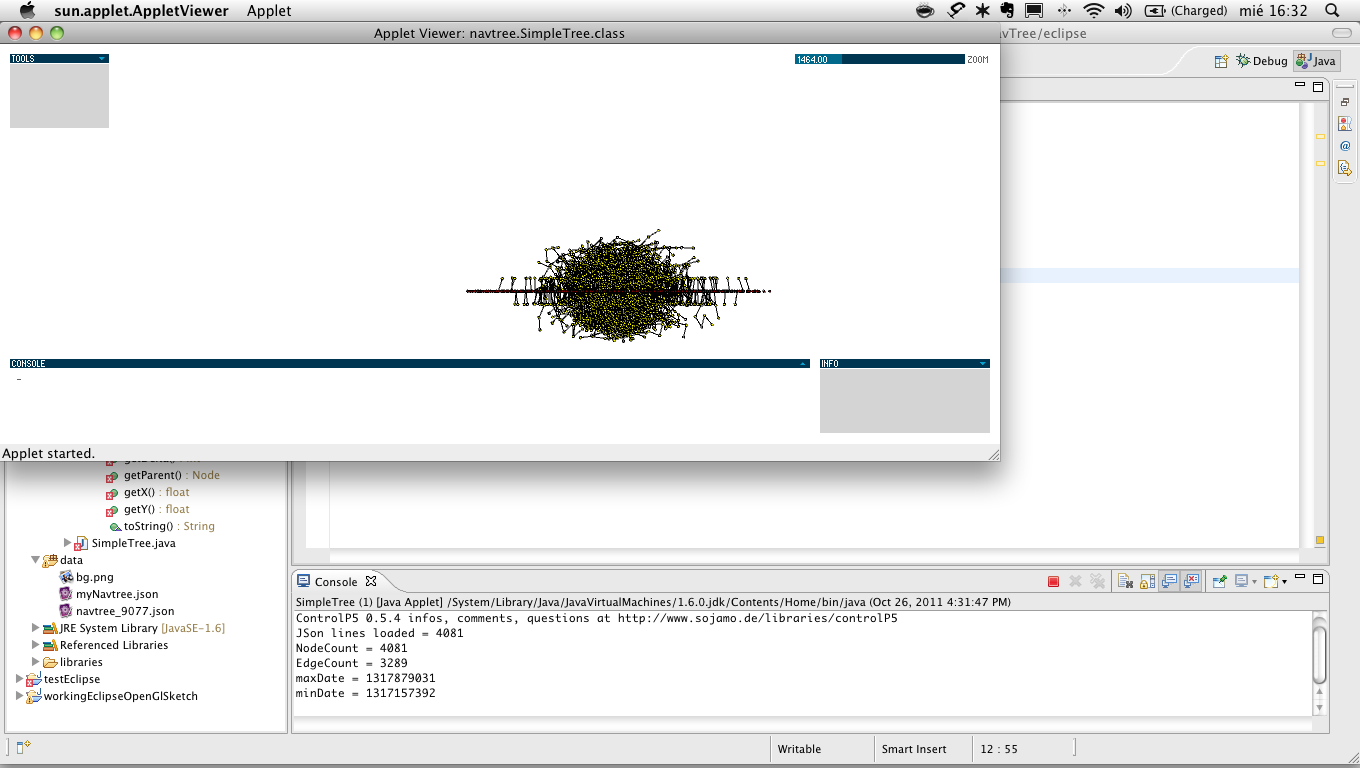 sun.applet.AppletViewer Applet (Charged) mié 16:32
Applet Viewer: navtree.SimpleTree.class
vTree/eclipse
TOOLS
1464.00 ZOOM
Debug Java
CONSOLE
INFO
Applet started.
getParent() : Node
getX() : float
getY() : float
toString() : String
SimpleTree.java
data
bg.png
myNavtree.json
navtree_9077.json
JRE System Library [JavaSE-1.6]
Referenced Libraries
libraries
testEclipse
workingEclipseOpenGlSketch
Console
SimpleTree (1) [Java Applet] /System/Library/Java/JavaVirtualMachines/1.6.0.jdk/Contents/Home/bin/java (Oct 26, 2011 4:31:47 PM)
ControlP5 0.5.4 infos, comments, questions at http://www.sojamo.de/libraries/controlP5
JSon lines loaded = 4081
NodeCount = 4081
EdgeCount = 3289
maxDate = 1317879031
minDate = 1317157392
Writable Smart Insert 12 : 55